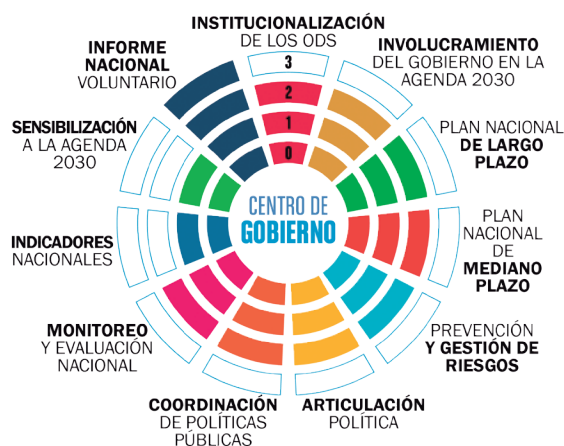 INSTITUCIONALIZACIÓN
DE LOS ODS
3
2
1
0
INVOLUCRAMIENTO
DEL GOBIERNO EN LA
AGENDA 2030
PLAN NACIONAL
DE LARGO
PLAZO
PLAN
NACIONAL
DE
MEDIANO
PLAZO
PREVENCIÓN
Y GESTIÓN DE
RIESGOS
ARTICULACIÓN
POLÍTICA
COORDINACIÓN
DE POLÍTICAS
PÚBLICAS
MONITOREO
Y EVALUACIÓN
NACIONAL
INDICADORES
NACIONALES
SENSIBILIZACIÓN
A LA AGENDA
2030
INFORME
NACIONAL
VOLUNTARIO
CENTRO DE
GOBIERNO